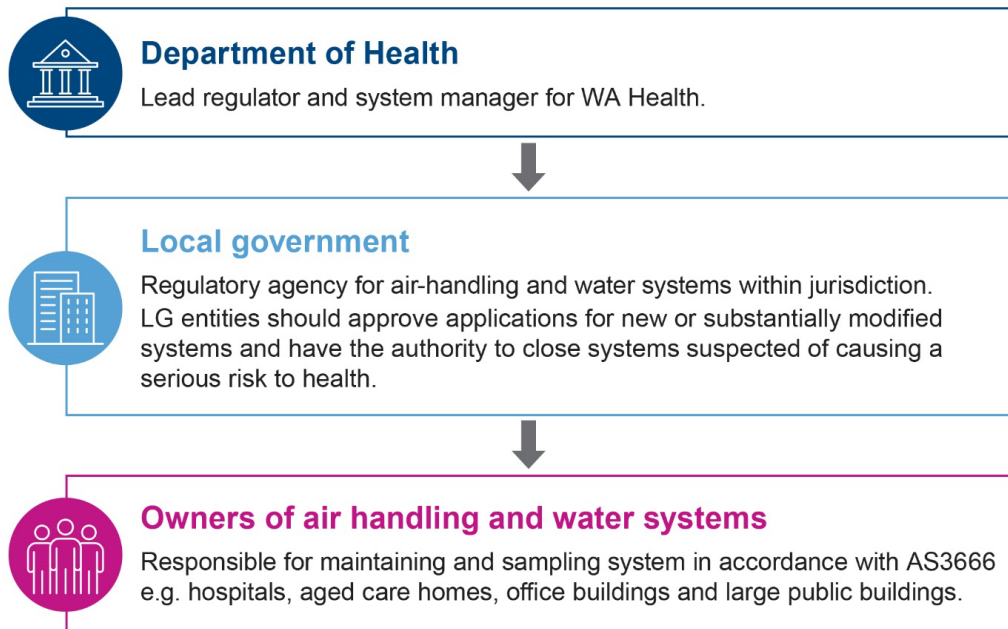 Department of Health
Lead regulator and system manager for WA Health.
Local government
Regulatory agency for air-handling and water systems within jurisdiction.
LG entities should approve applications for new or substantially modified
systems and have the authority to close systems suspected of causing a
serious risk to health.
Owners of air handling and water systems
Responsible for maintaining and sampling system in accordance with AS3666
e.g. hospitals, aged care homes, office buildings and large public buildings.